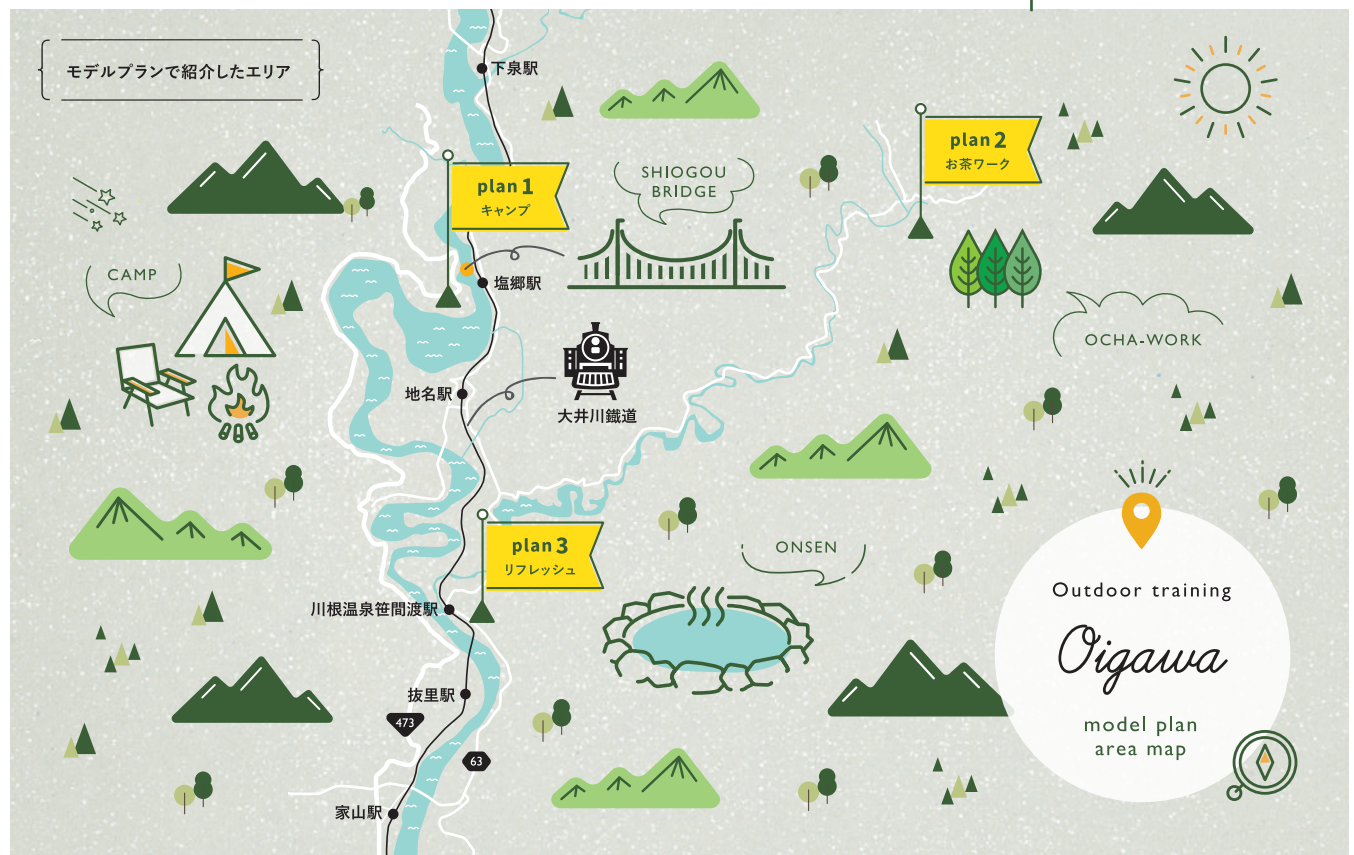 モデルプランで紹介したエリア
下泉駅
plan 1
キャンプ
SHIOGOU
BRIDGE
plan 2
お茶ワーク
CAMP
塩郷駅
OCHA-WORK
地名駅
大井川鐵道
plan 3
リフレッシュ
ONSEN
川根温泉笹間渡駅
抜里駅
473
63
家山駅
Outdoor training
Oigawa
model plan
area map